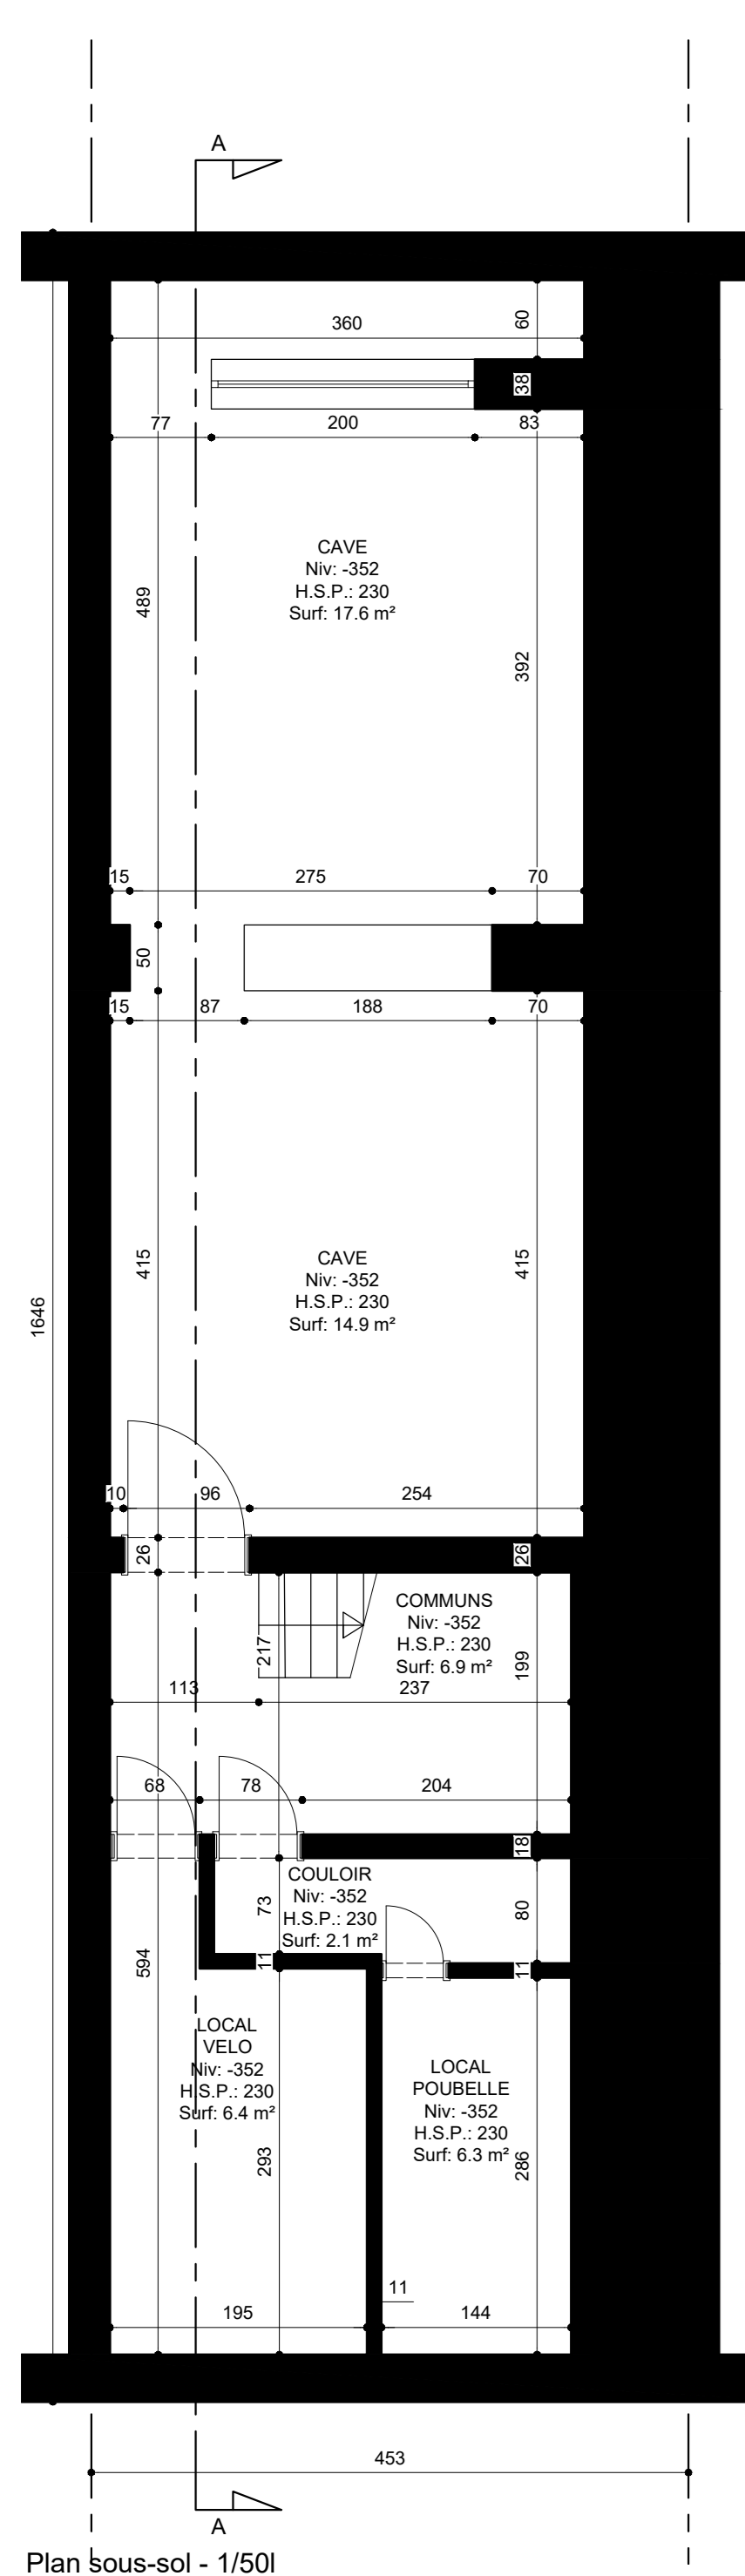 A
360
60
38
77
200
83
CAVE
Niv: -352
H.S.P.: 230
Surf: 17.6 m²
489
392
15
275
70
50
15
87
188
70
CAVE
Niv: -352
H.S.P.: 230
Surf: 14.9 m²
415
415
1646
10
96
254
26
26
COMMUNS
Niv: -352
H.S.P.: 230
Surf: 6.9 m²
217
199
113
237
68
78
204
18
COULOIR
Niv: -352
H.S.P.: 230
Surf: 2.1 m²
73
80
594
11
11
LOCAL
VELO
Niv: -352
H.S.P.: 230
Surf: 6.4 m²
LOCAL
POUBELLE
Niv: -352
H.S.P.: 230
Surf: 6.3 m²
293
286
11
195
144
453
A
Plan sous-sol - 1/50l